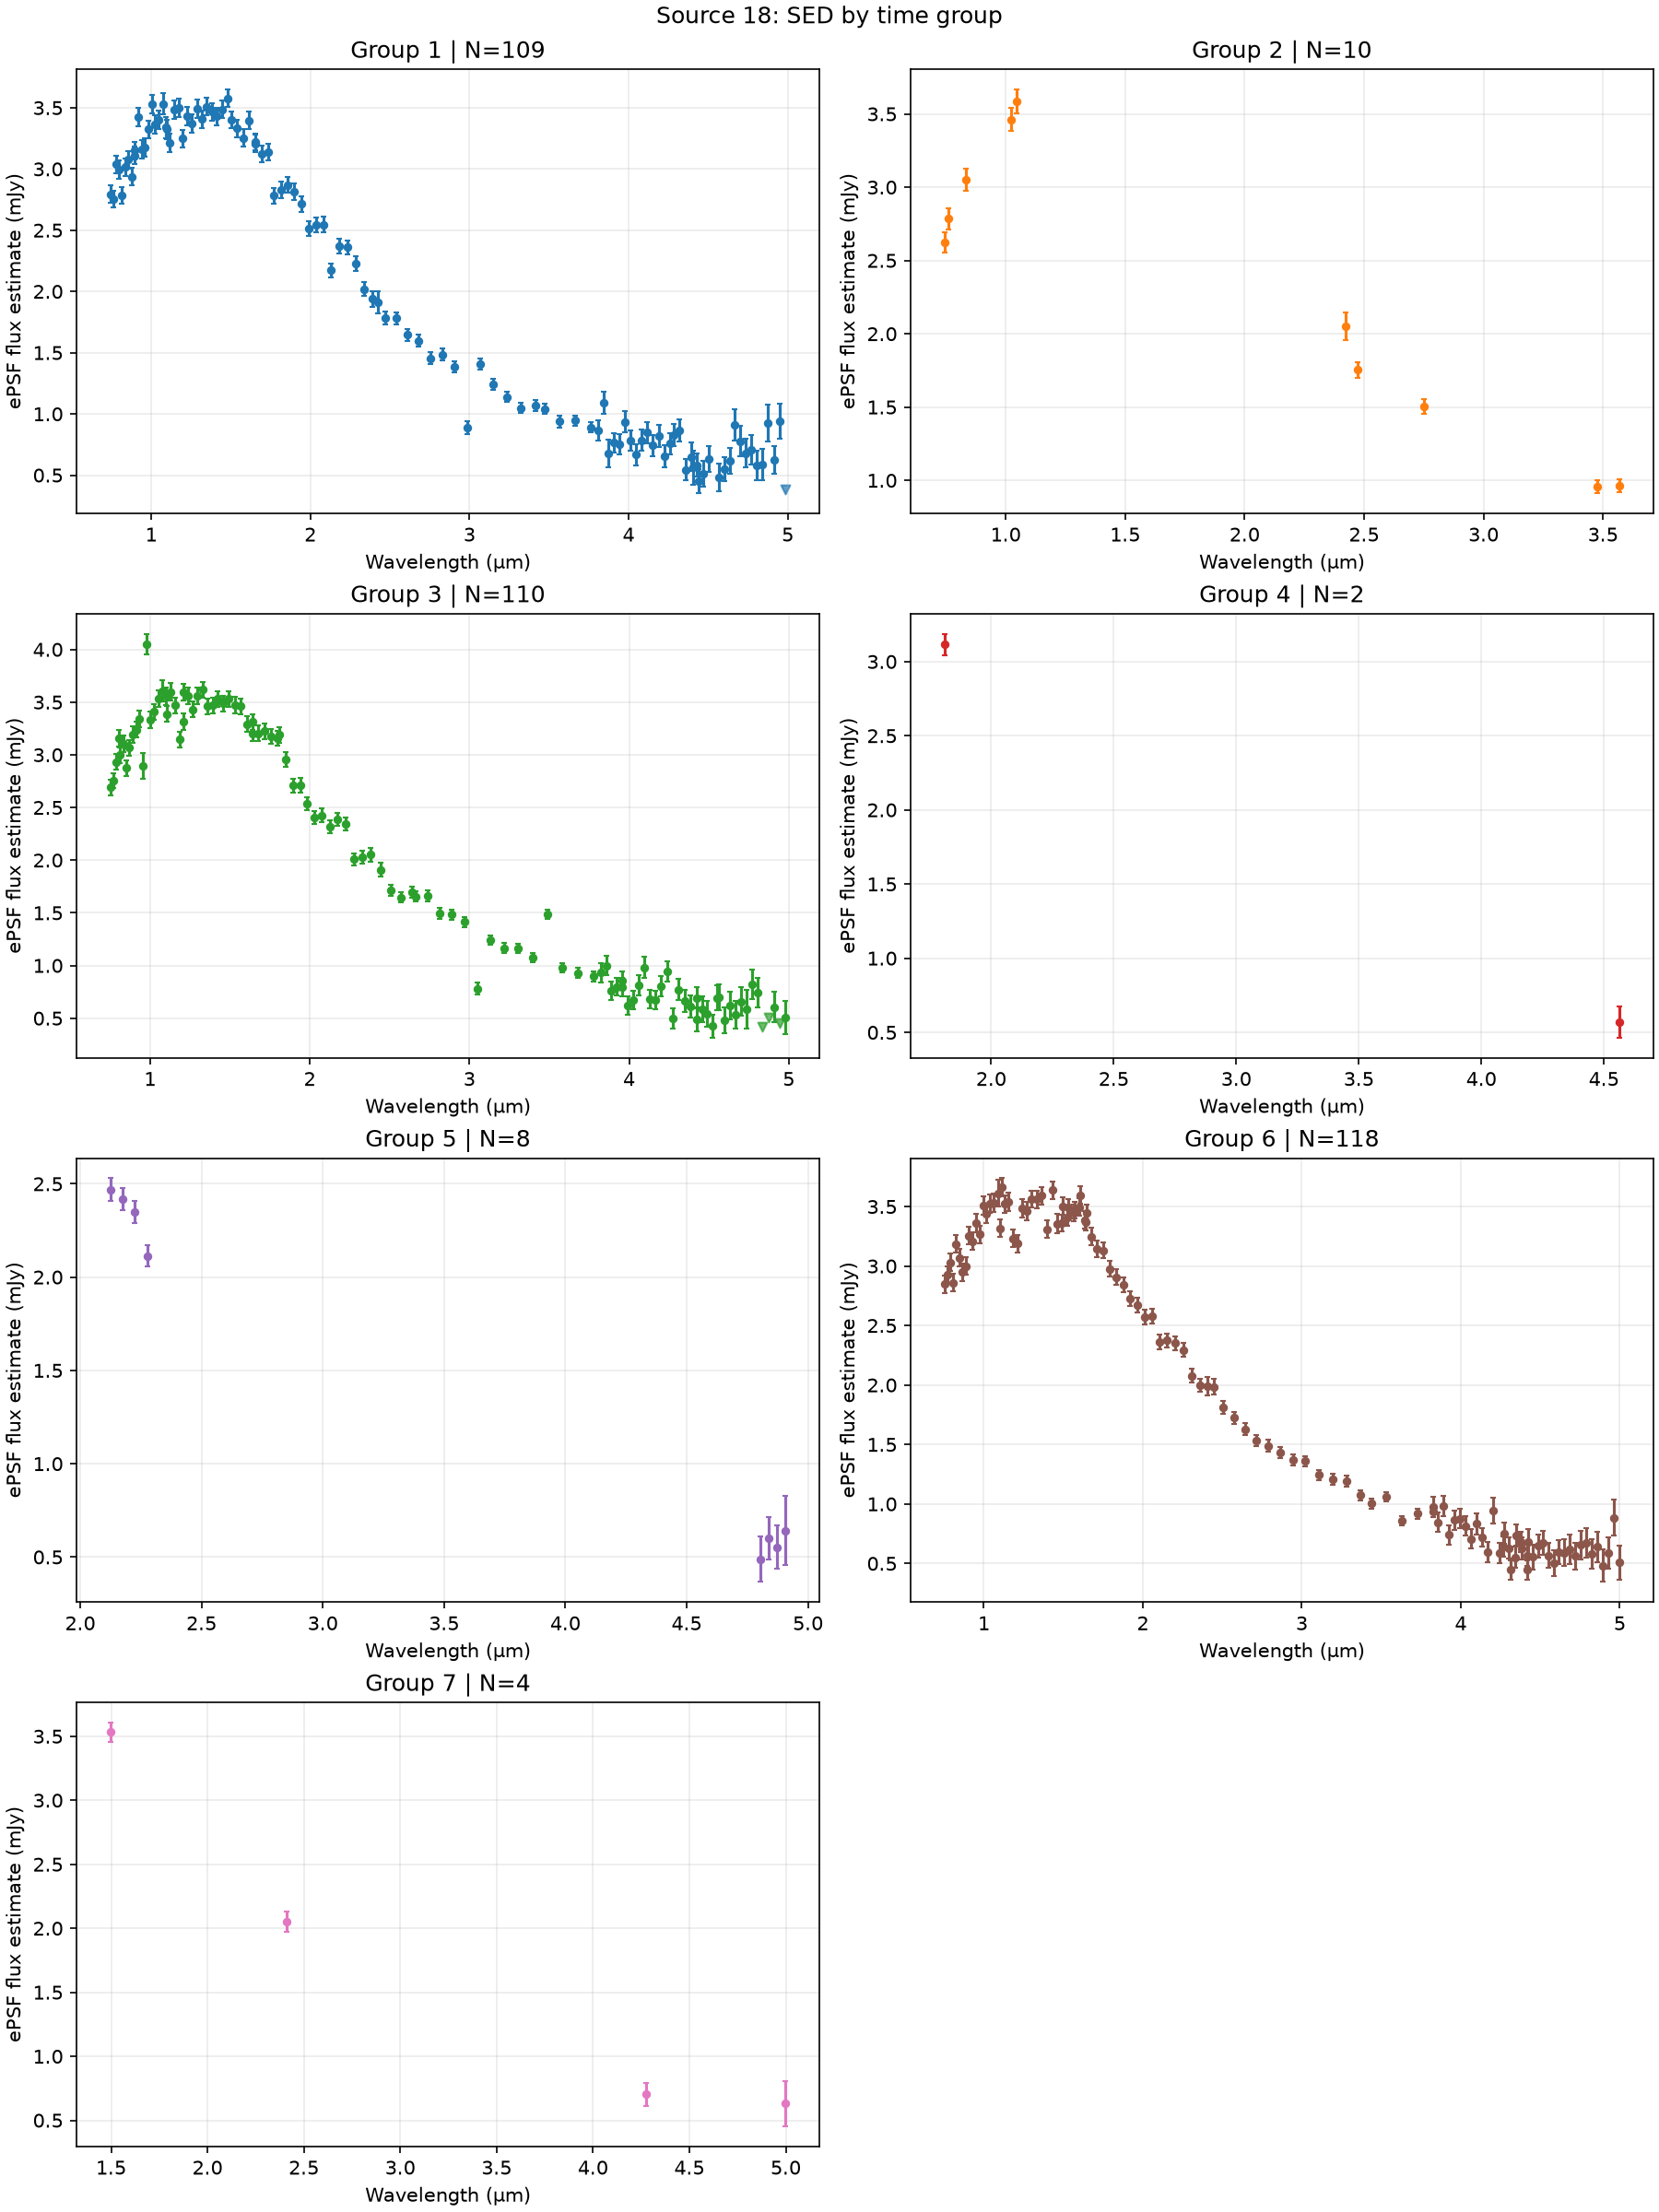 Source 18: SED by time group
Group 1 | N=109
ePSF flux estimate (mJy)
3.5
3.0
2.5
2.0
1.5
1.0
0.5
1 2 3 4 5
Wavelength (μm)
Group 2 | N=10
ePSF flux estimate (mJy)
3.5
3.0
2.5
2.0
1.5
1.0
1.0 1.5 2.0 2.5 3.0 3.5
Wavelength (μm)
Group 3 | N=110
ePSF flux estimate (mJy)
4.0
3.5
3.0
2.5
2.0
1.5
1.0
0.5
1 2 3 4 5
Wavelength (μm)
Group 4 | N=2
ePSF flux estimate (mJy)
3.0
2.5
2.0
1.5
1.0
0.5
2.0 2.5 3.0 3.5 4.0 4.5
Wavelength (μm)
Group 5 | N=8
ePSF flux estimate (mJy)
2.5
2.0
1.5
1.0
0.5
2.0 2.5 3.0 3.5 4.0 4.5 5.0
Wavelength (μm)
Group 6 | N=118
ePSF flux estimate (mJy)
3.5
3.0
2.5
2.0
1.5
1.0
0.5
1 2 3 4 5
Wavelength (μm)
Group 7 | N=4
ePSF flux estimate (mJy)
3.5
3.0
2.5
2.0
1.5
1.0
0.5
1.5 2.0 2.5 3.0 3.5 4.0 4.5 5.0
Wavelength (μm)